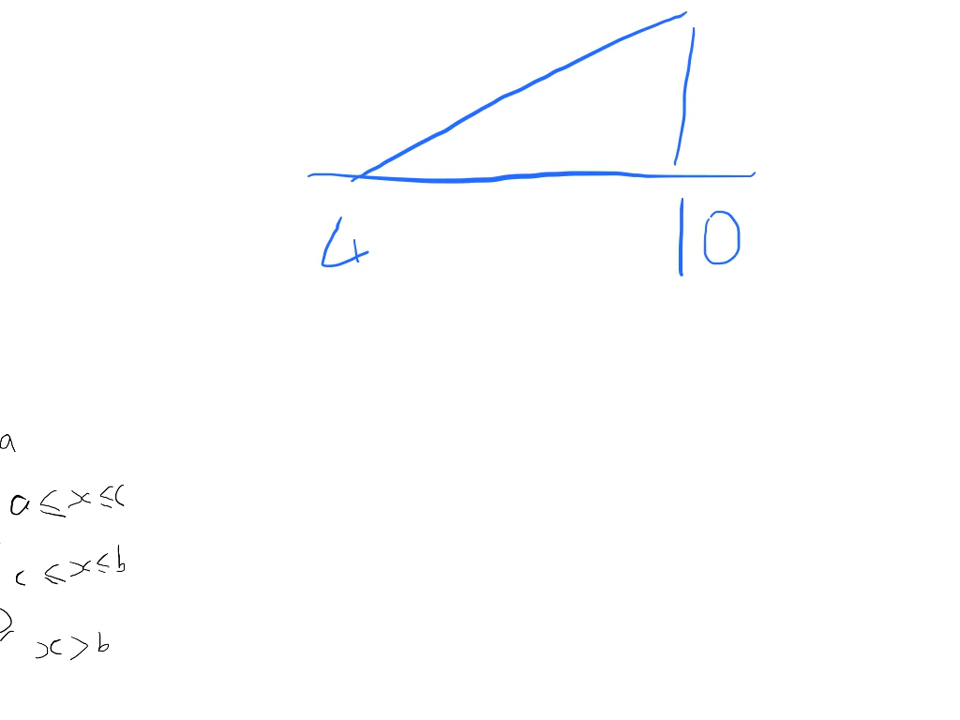 4 10
a
a ≤ x ≤ c
c ≤ x ≤ b
x > b